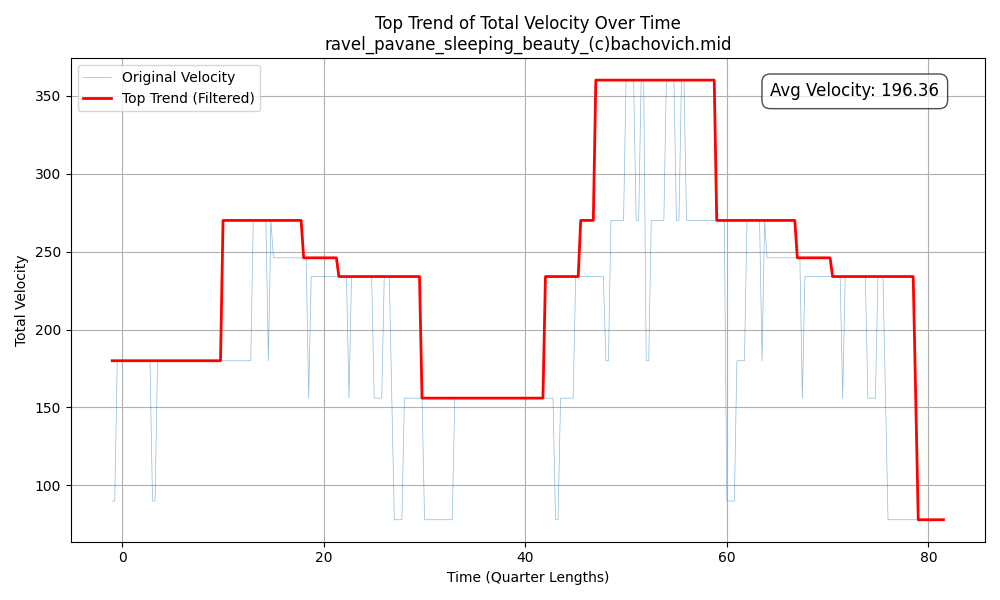 Top Trend of Total Velocity Over Time
ravel_pavane_sleeping_beauty_(c)bachovich.mid
Original Velocity
Top Trend (Filtered)
Avg Velocity: 196.36
Total Velocity
350
300
250
200
150
100
0 20 40 60 80
Time (Quarter Lengths)